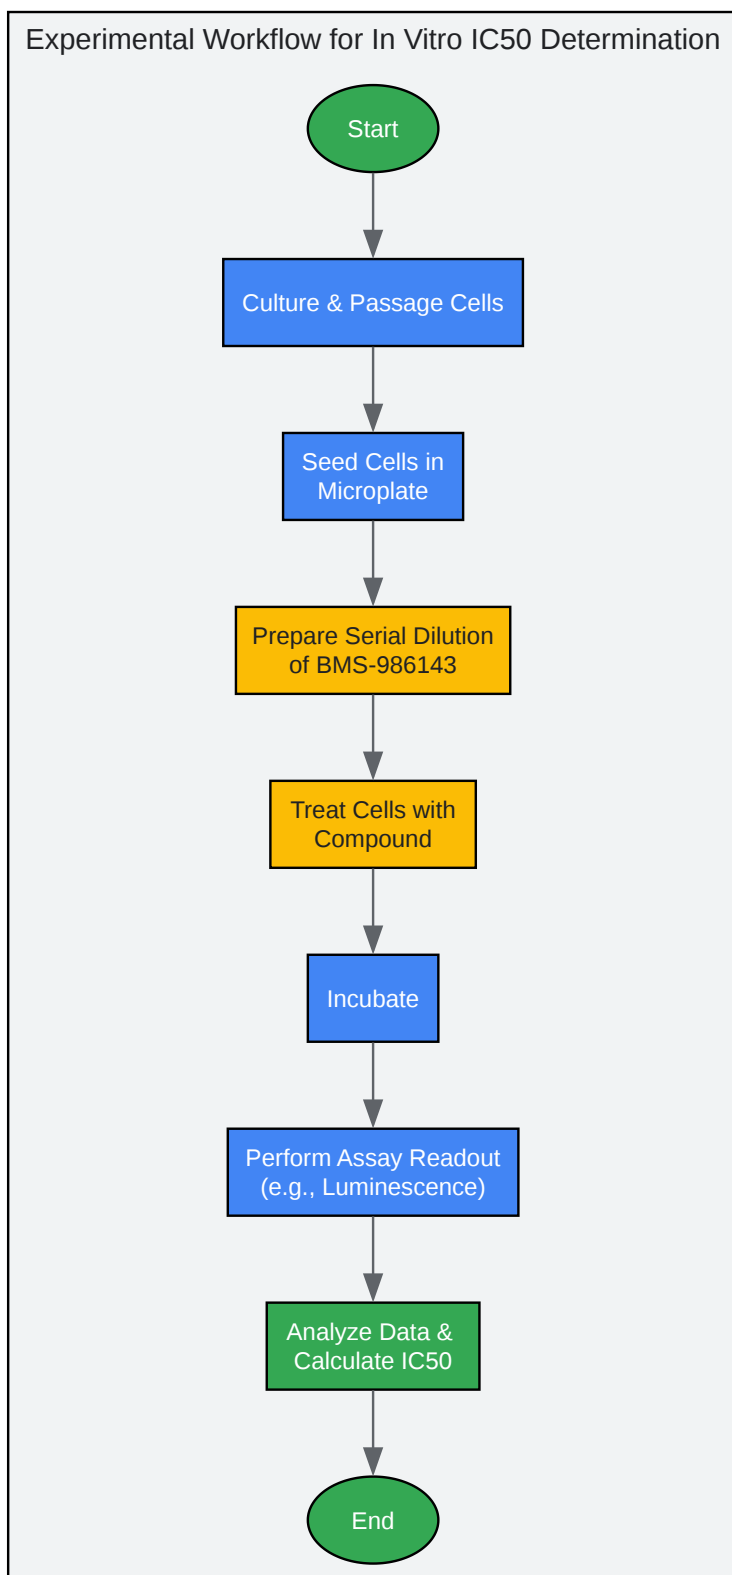 Experimental Workflow for In Vitro IC50 Determination
Start
Culture & Passage Cells
Seed Cells in
Microplate
Prepare Serial Dilution
of BMS-986143
Treat Cells with
Compound
Incubate
Perform Assay Readout
(e.g., Luminescence)
Analyze Data &
Calculate IC50
End